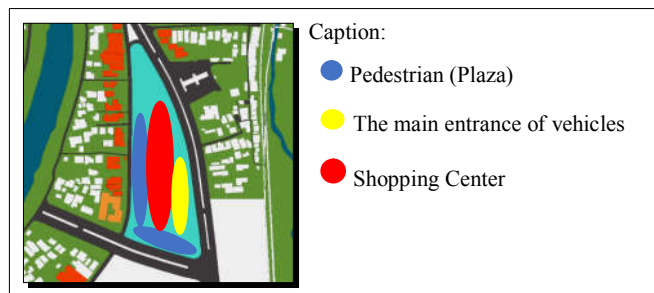 Caption:
Pedestrian (Plaza)
The main entrance of vehicles
Shopping Center